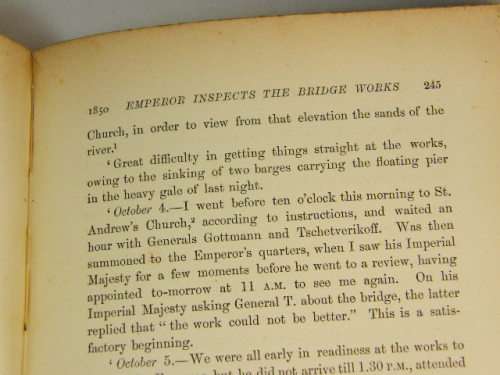 1850 EMPEROR INSPECTS THE BRIDGE WORKS 245
Church, in order to view from that elevation the sands of the
river.¹
‘Great difficulty in getting things straight at the works,
owing to the sinking of two barges carrying the floating pier
in the heavy gale of last night.
‘October 4.—I went before ten o’clock this morning to St.
Andrew’s Church,² according to instructions, and waited an
hour with Generals Gottmann and Tschetverikoff. Was then
summoned to the Emperor’s quarters, when I saw his Imperial
Majesty for a few moments before he went to a review, having
appointed to-morrow at 11 A.M. to see me again. On his
Imperial Majesty asking General T. about the bridge, the latter
replied that “the work could not be better.” This is a satis-
factory beginning.
‘October 5.—We were all early in readiness at the works to
but he did not arrive till 1.30 P.M., attended